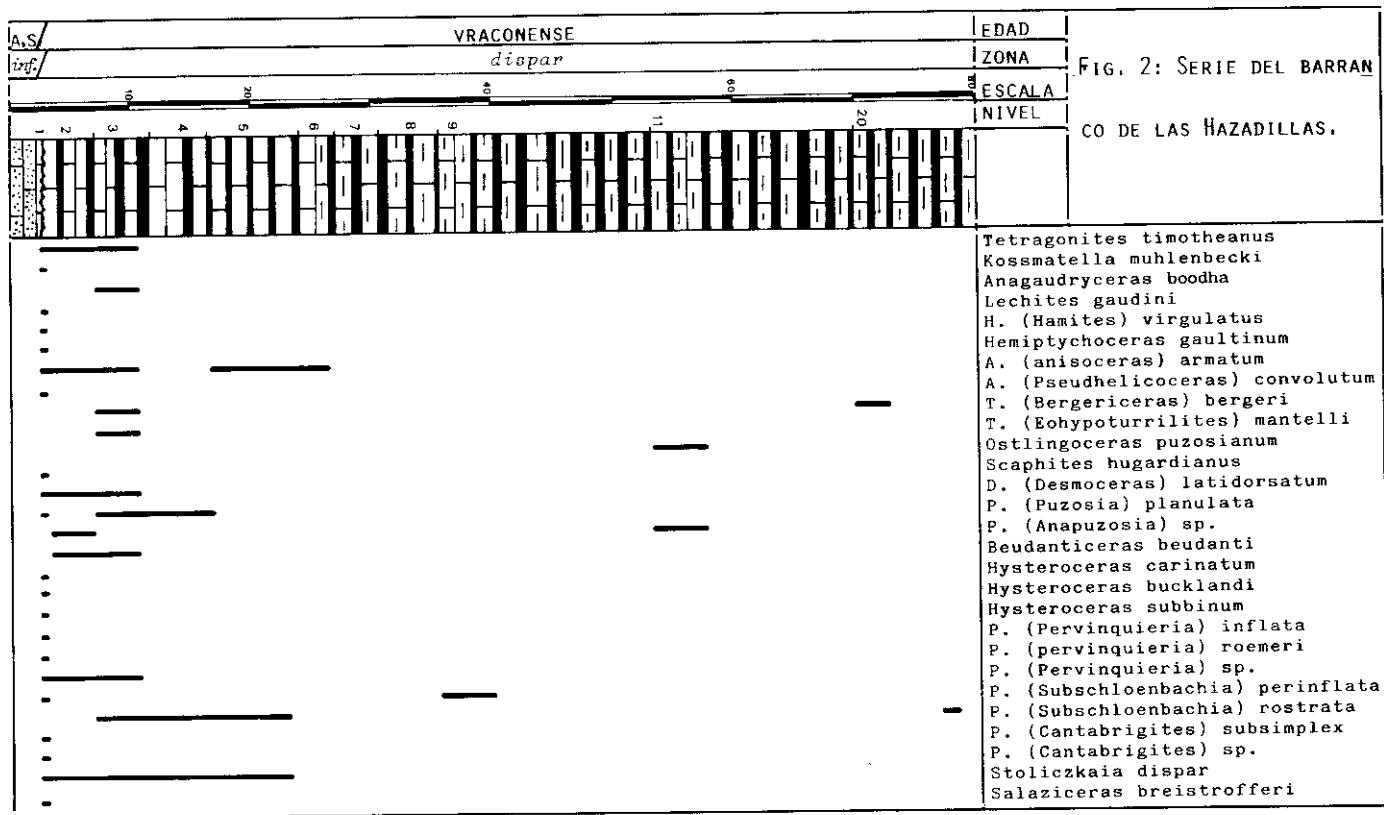 A,S/ VRACONENSE EDAD
inf./ dispar ZONA
10 20 40 60 80 ESCALA
1 2 3 4 5 6 7 8 9 11 20 NIVEL
FIG. 2: SERIE DEL BARRAN
CO DE LAS HAZADILLAS.
Tetragonites timotheanus
Kossmatella muhlenbecki
Anagaudryceras boodha
Lechites gaudini
H. (Hamites) virgulatus
Hemiptychoceras gaultinum
A. (anisoceras) armatum
A. (Pseudhelicoceras) convolutum
T. (Bergericeras) bergeri
T. (Eohypoturrilites) mantelli
Ostlingoceras puzosianum
Scaphites hugardianus
D. (Desmoceras) latidorsatum
P. (Puzosia) planulata
P. (Anapuzosia) sp.
Beudanticeras beudanti
Hysteroceras carinatum
Hysteroceras bucklandi
Hysteroceras subbinum
P. (Pervinquieria) inflata
P. (pervinquieria) roemeri
P. (Pervinquieria) sp.
P. (Subschloenbachia) perinflata
P. (Subschloenbachia) rostrata
P. (Cantabrigites) subsimplex
P. (Cantabrigites) sp.
Stoliczkaia dispar
Salaziceras breistrofferi